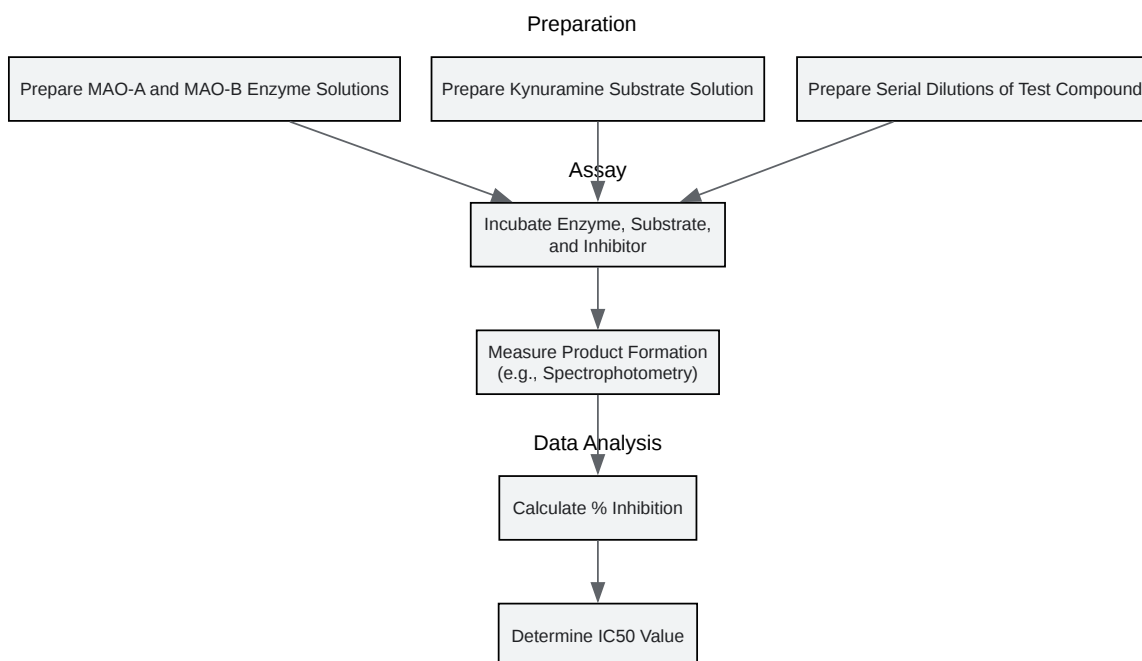 Preparation
Prepare MAO-A and MAO-B Enzyme Solutions
Prepare Kynuramine Substrate Solution
Prepare Serial Dilutions of Test Compound
Assay
Incubate Enzyme, Substrate,
and Inhibitor
Measure Product Formation
(e.g., Spectrophotometry)
Data Analysis
Calculate % Inhibition
Determine IC50 Value